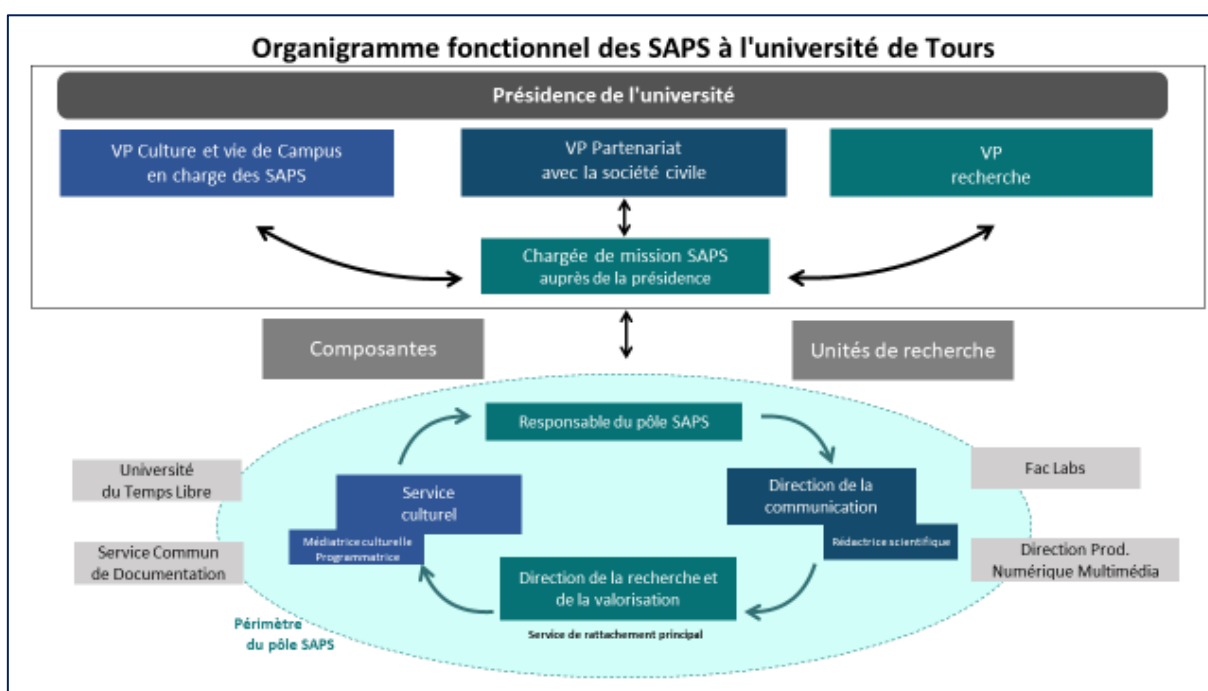 Organigramme fonctionnel des SAPS à l'université de Tours
Présidence de l'université
VP Culture et vie de Campus
en charge des SAPS
VP Partenariat
avec la société civile
VP
recherche
Chargée de mission SAPS
auprès de la présidence
Composantes
Unités de recherche
Responsable du pôle SAPS
Université
du Temps Libre
Fac Labs
Service
culturel
Direction de la
communication
Médiatrice culturelle
Programmatrice
Rédactrice scientifique
Service Commun
de Documentation
Direction Prod.
Numérique Multimédia
Direction de la recherche et
de la valorisation
Service de rattachement principal
Périmètre
du pôle SAPS